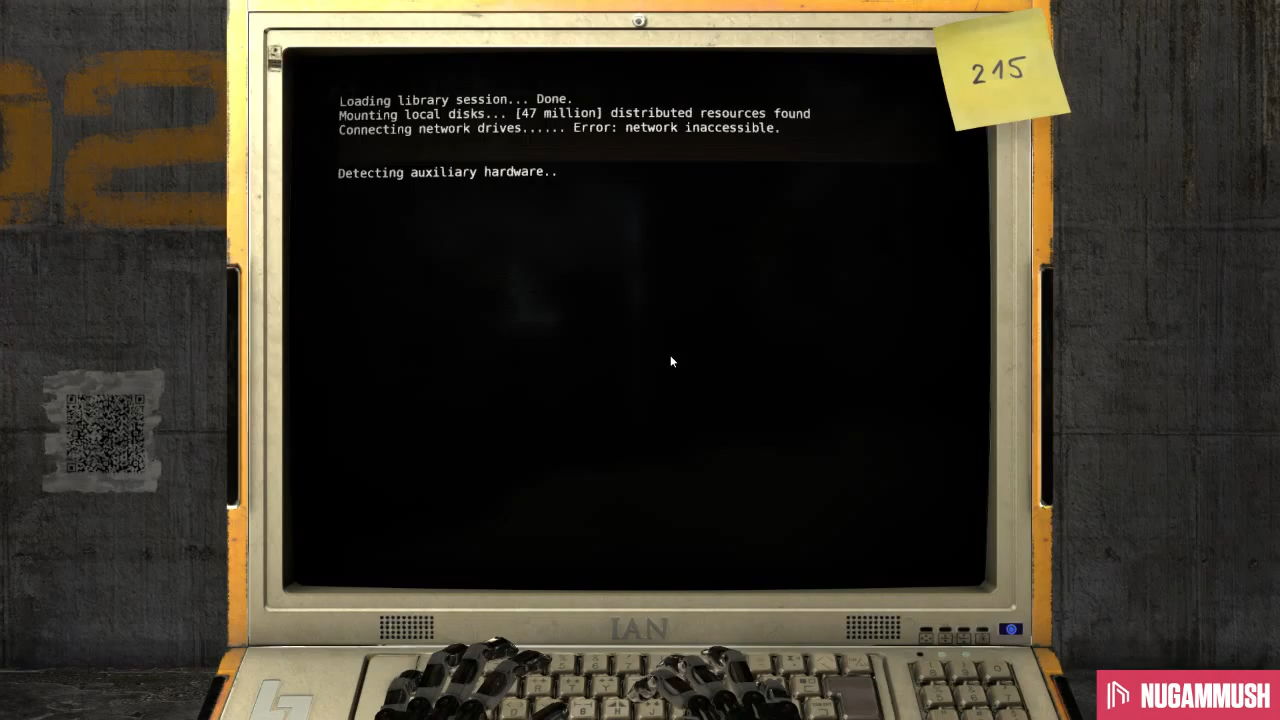 02
215
Loading library session... Done.
Mounting local disks... [47 million] distributed resources found
Connecting network drives...... Error: network inaccessible.
Detecting auxiliary hardware..
IAN
NUGAMMUSH